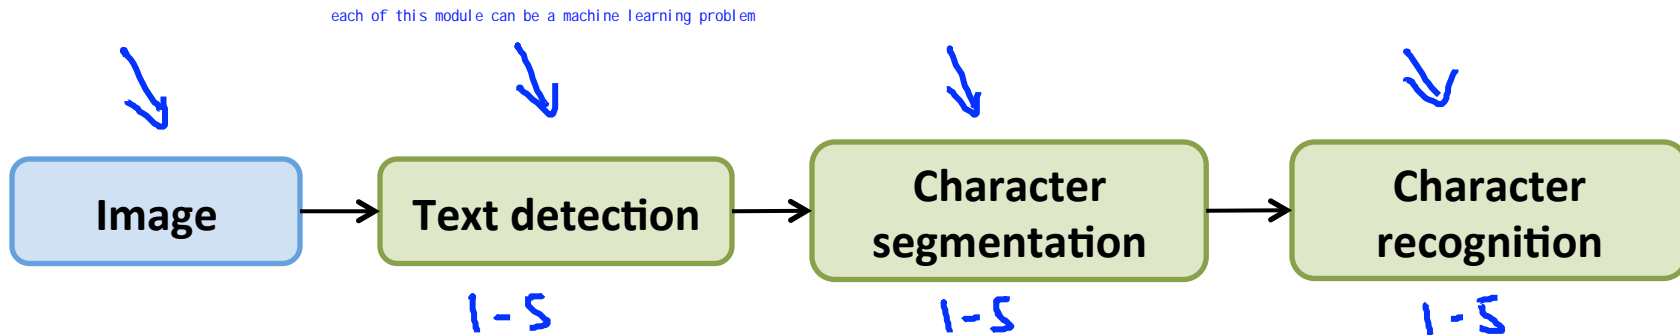 each of this module can be a machine learning problem
Image
Text detection
Character
segmentation
Character
recognition
1-5
1-5
1-5